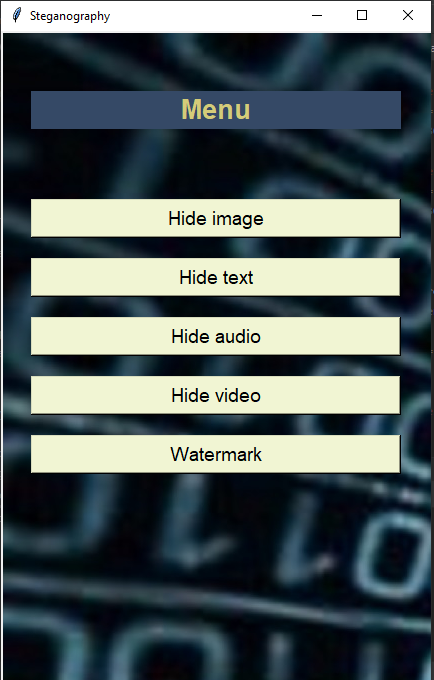 Steganography
Menu
Hide image
Hide text
Hide audio
Hide video
Watermark